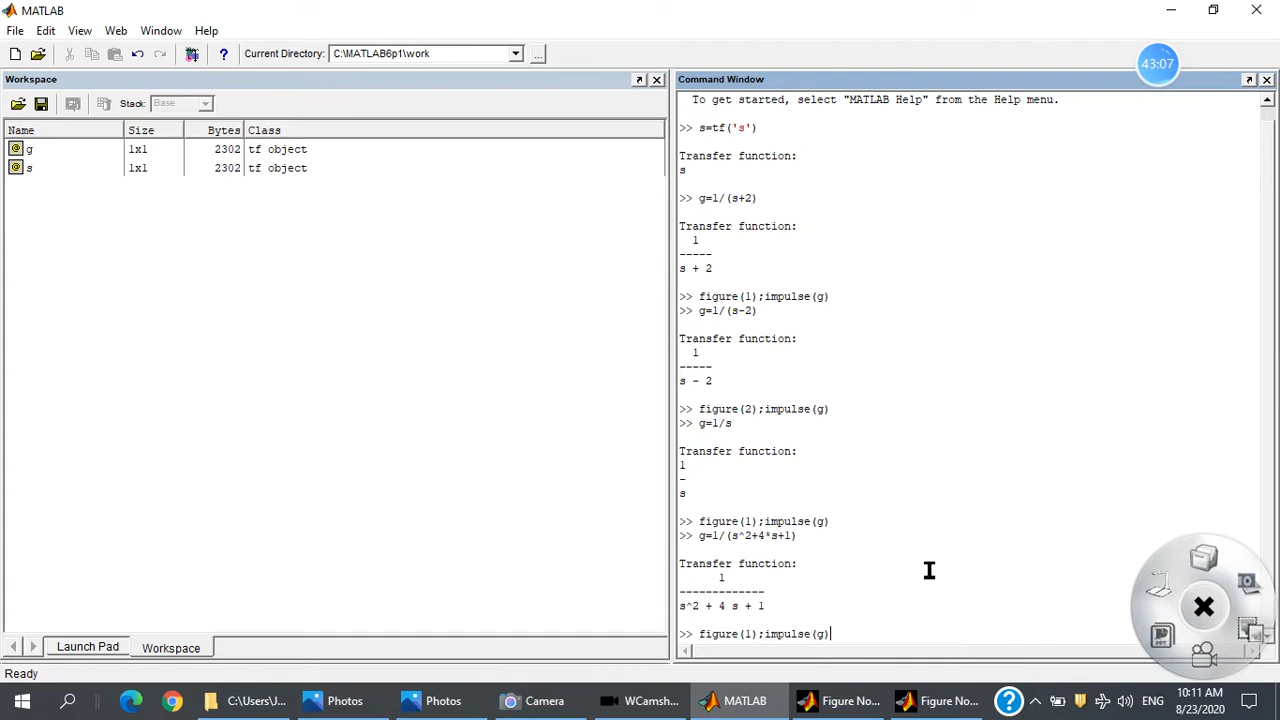 MATLAB
File Edit View Web Window Help
Current Directory: C:\MATLAB6p1\work
...
43:07
Workspace
Stack: Base
Name Size Bytes Class
g 1x1 2302 tf object
s 1x1 2302 tf object
Launch Pad Workspace
Ready
Command Window
To get started, select "MATLAB Help" from the Help menu.
>> s=tf('s')
Transfer function:
s
>> g=1/(s+2)
Transfer function:
1
-----
s + 2
>> figure(1);impulse(g)
>> g=1/(s-2)
Transfer function:
1
-----
s - 2
>> figure(2);impulse(g)
>> g=1/s
Transfer function:
1
-
s
>> figure(1);impulse(g)
>> g=1/(s^2+4*s+1)
Transfer function:
1
-------------
s^2 + 4 s + 1
>> figure(1);impulse(g)
PPT
C:\Users\J... Photos Photos Camera WCamsh... MATLAB Figure No... Figure No... ENG
10:11 AM
8/23/2020